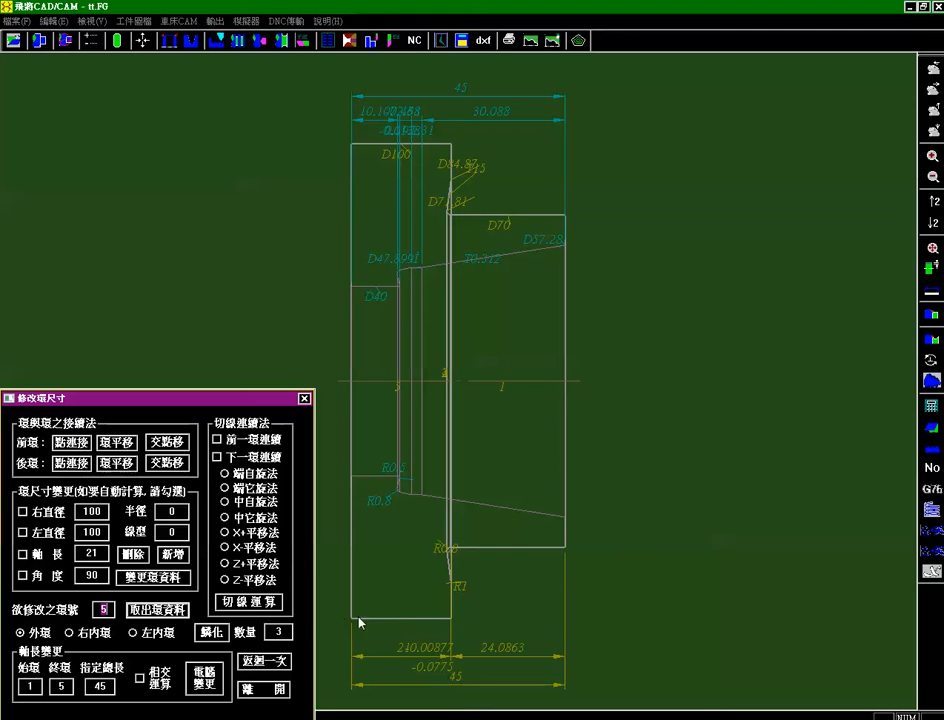 飛將CAD/CAM - tt.FG
檔案(F) 編輯(E) 檢視(V) 工件圖檔 車床CAM 輸出 模擬器 DNC傳輸 說明(H)
NC dxf
45
30.088
D100
D84.87
D70
D57.28
D40
R0.312
3
1
R0.5
R0.8
R1
24.0863
-0.0775
45
↑2
↓2
No
G76
修改環尺寸
環與環之接續法
前環： 點連接 環平移 交點移
後環： 點連接 環平移 交點移
環尺寸變更(如要自動計算, 請勾選)
右直徑 100 半徑 0
左直徑 100 線型 0
軸 長 21 刪除 新增
角 度 90 變更環資料
欲修改之環號 5 取出環資料
外環 右內環 左內環 鱗化 數量 3
軸長變更
始環 終環 指定總長
1 5 45
相交運算
電腦變更
切線連續法
前一環連續
下一環連續
端自旋法
端它旋法
中自旋法
中它旋法
X+平移法
X-平移法
Z+平移法
Z-平移法
切 線 運 算
返迴一次
離 開
NUM